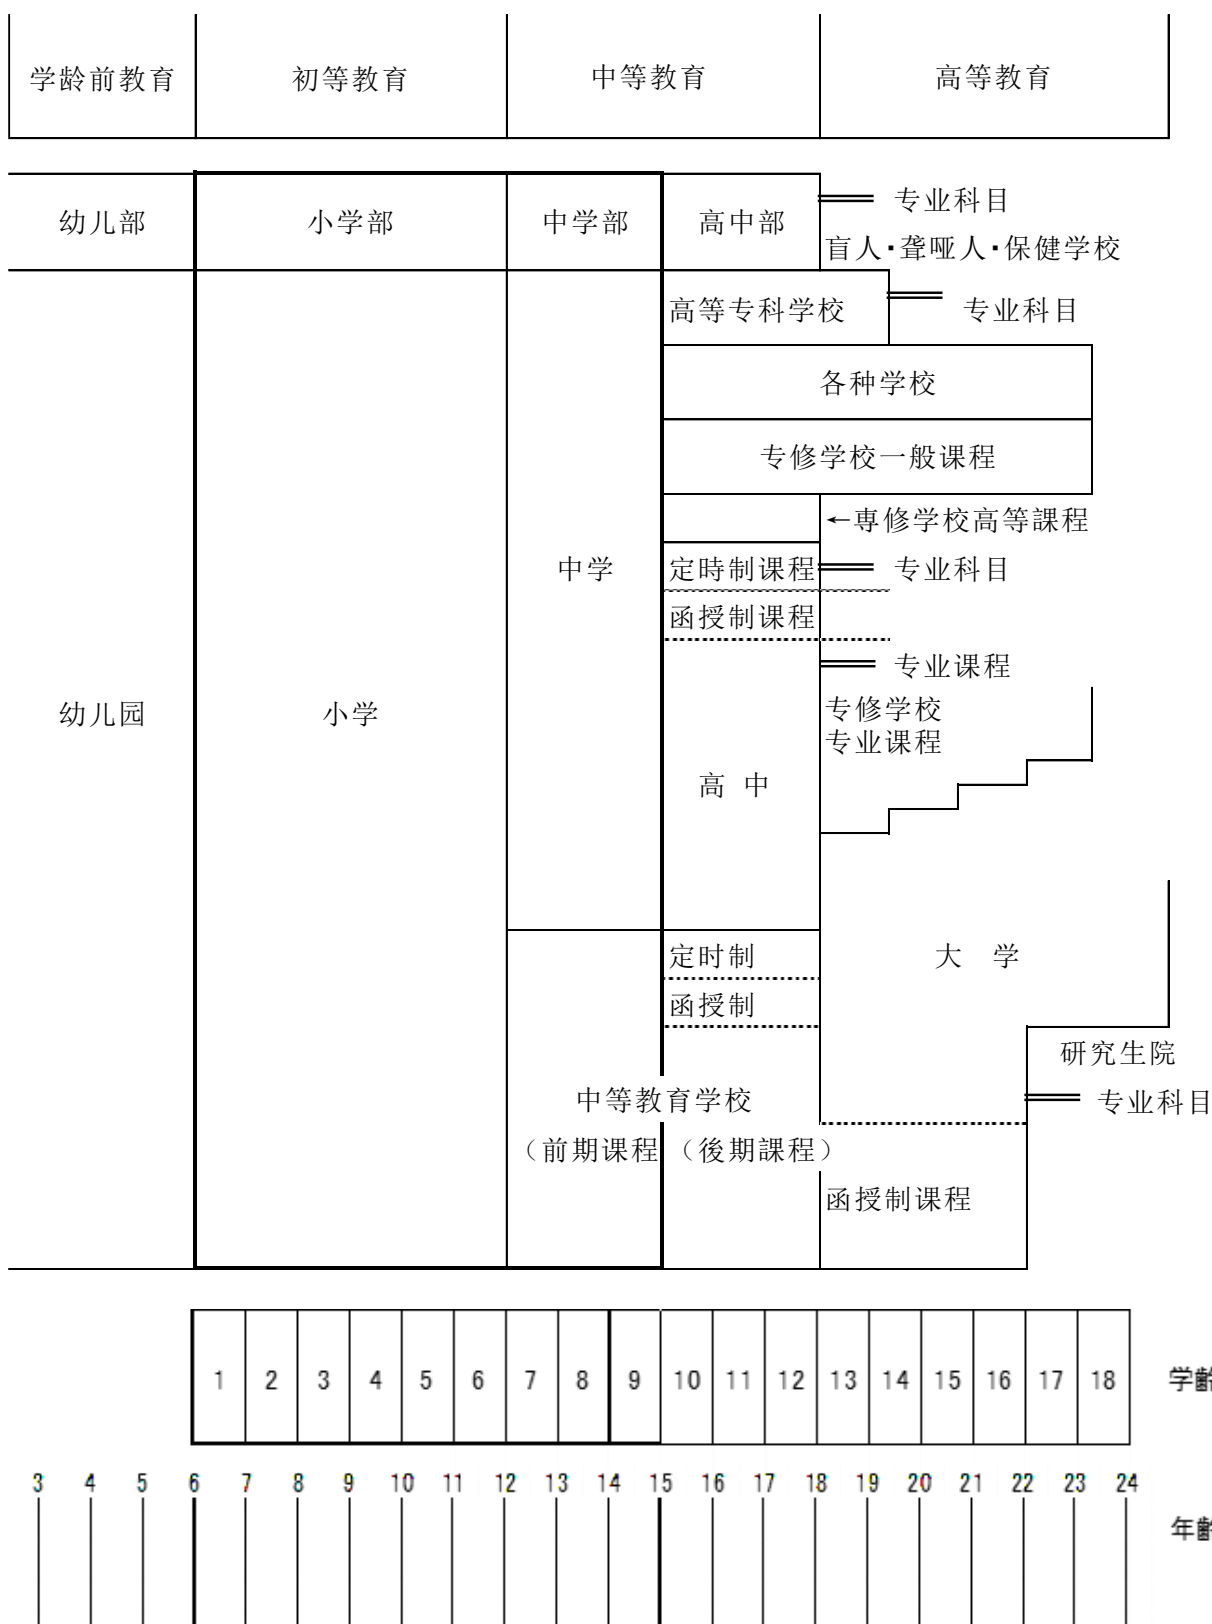 学龄前教育 初等教育 中等教育 高等教育
幼儿部 小学部 中学部 高中部 专业科目
盲人·聋哑人·保健学校
高等专科学校 专业科目
各种学校
专修学校一般课程
←専修学校高等課程
中学 定時制课程 专业科目
函授制课程
专业课程
幼儿园 小学 专修学校
专业课程
高 中
定时制 大 学
函授制
研究生院
中等教育学校 专业科目
（前期课程 （後期課程）
函授制课程
1 2 3 4 5 6 7 8 9 10 11 12 13 14 15 16 17 18 学齢
3 4 5 6 7 8 9 10 11 12 13 14 15 16 17 18 19 20 21 22 23 24
年齢